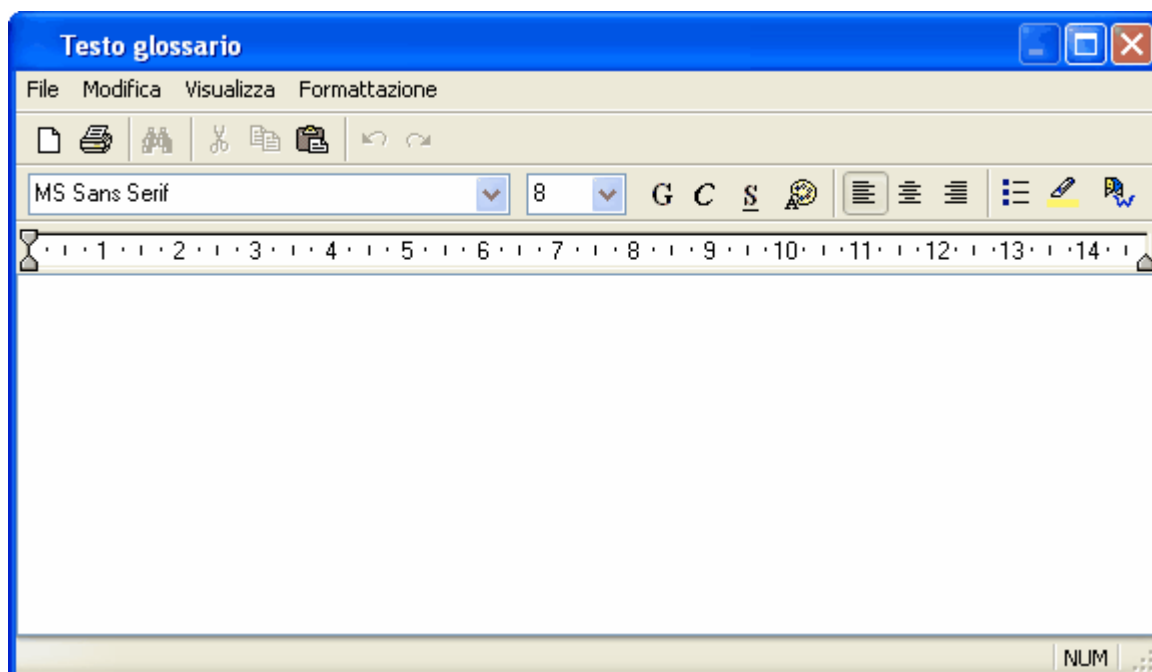 Testo glossario
File Modifica Visualizza Formattazione
MS Sans Serif 8 G C S A W
1 2 3 4 5 6 7 8 9 10 11 12 13 14
NUM